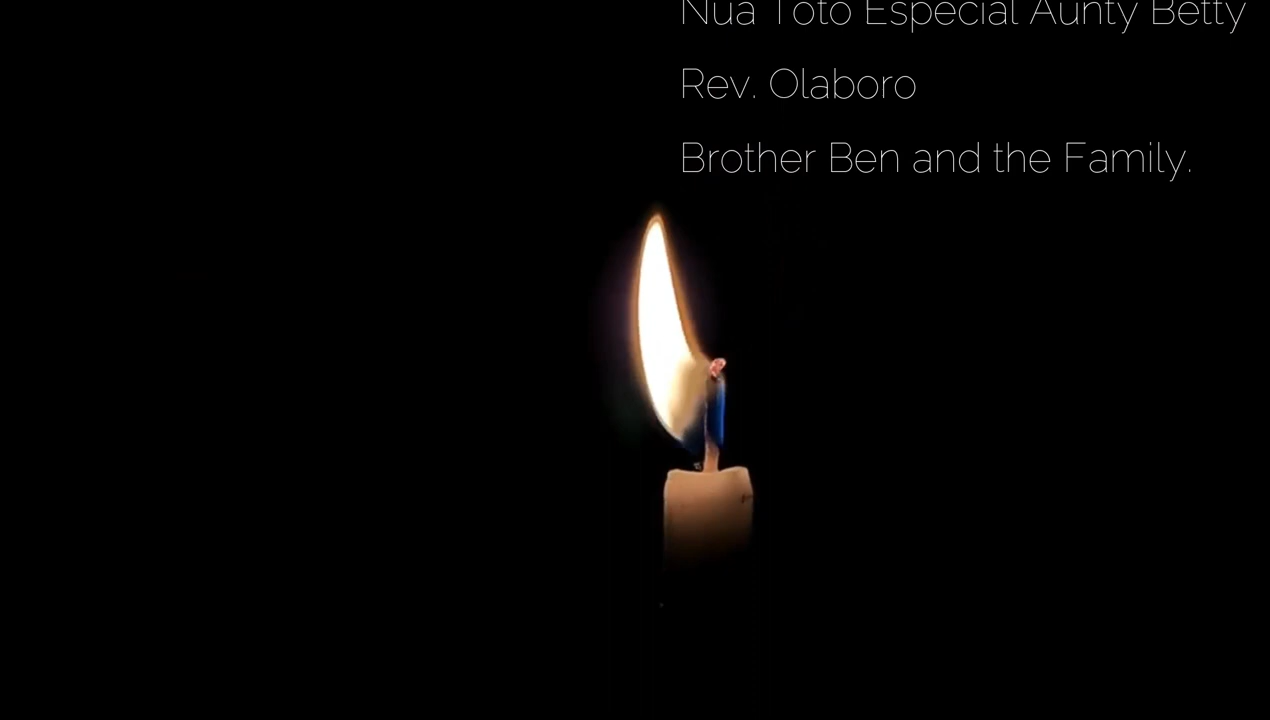 Nua Toto Especial Aunty Betty
Rev. Olaboro
Brother Ben and the Family.